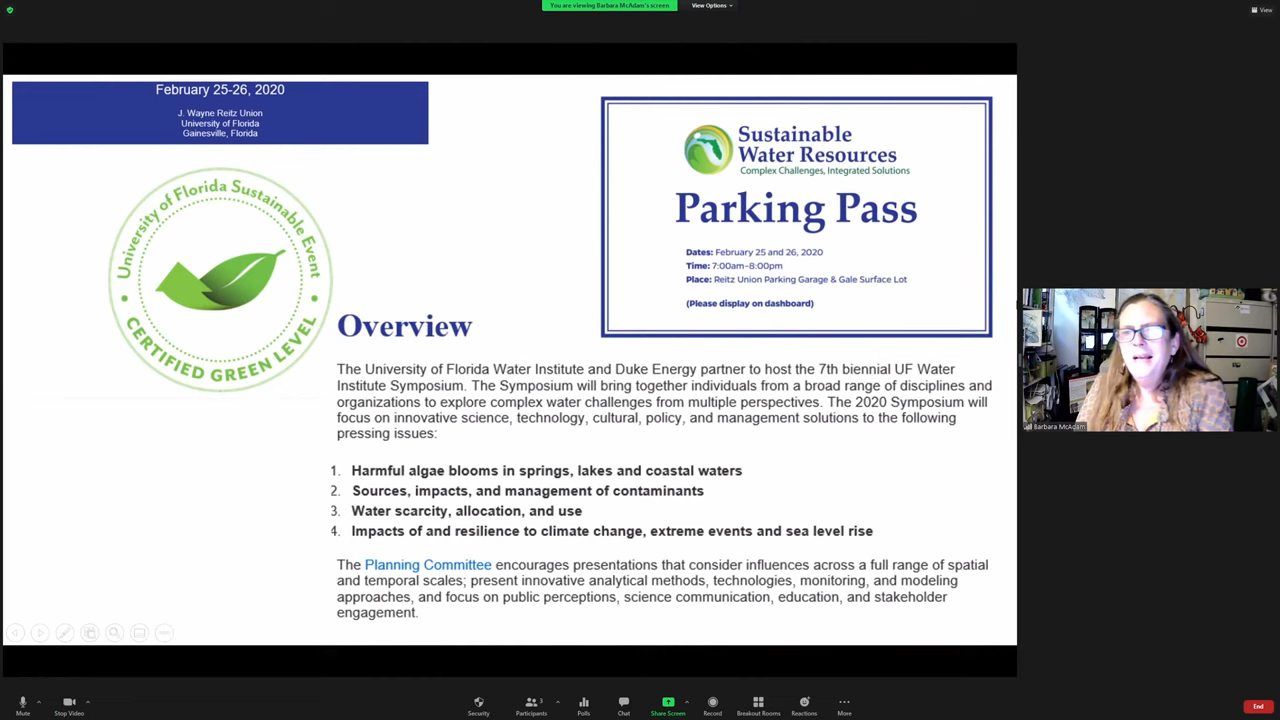 You are viewing Barbara McAdam's screen
View Options
View
February 25-26, 2020
J. Wayne Reitz Union
University of Florida
Gainesville, Florida
University of Florida Sustainable Event
CERTIFIED GREEN LEVEL
Sustainable
Water Resources
Complex Challenges, Integrated Solutions
Parking Pass
Dates: February 25 and 26, 2020
Time: 7:00am–8:00pm
Place: Reitz Union Parking Garage & Gale Surface Lot
(Please display on dashboard)
Overview
The University of Florida Water Institute and Duke Energy partner to host the 7th biennial UF Water
Institute Symposium. The Symposium will bring together individuals from a broad range of disciplines and
organizations to explore complex water challenges from multiple perspectives. The 2020 Symposium will
focus on innovative science, technology, cultural, policy, and management solutions to the following
pressing issues:
1. Harmful algae blooms in springs, lakes and coastal waters
2. Sources, impacts, and management of contaminants
3. Water scarcity, allocation, and use
4. Impacts of and resilience to climate change, extreme events and sea level rise
The Planning Committee encourages presentations that consider influences across a full range of spatial
and temporal scales; present innovative analytical methods, technologies, monitoring, and modeling
approaches, and focus on public perceptions, science communication, education, and stakeholder
engagement.
Barbara McAdam
Mute
Stop Video
Security
Participants
3
Polls
Chat
Share Screen
Record
Breakout Rooms
Reactions
More
End